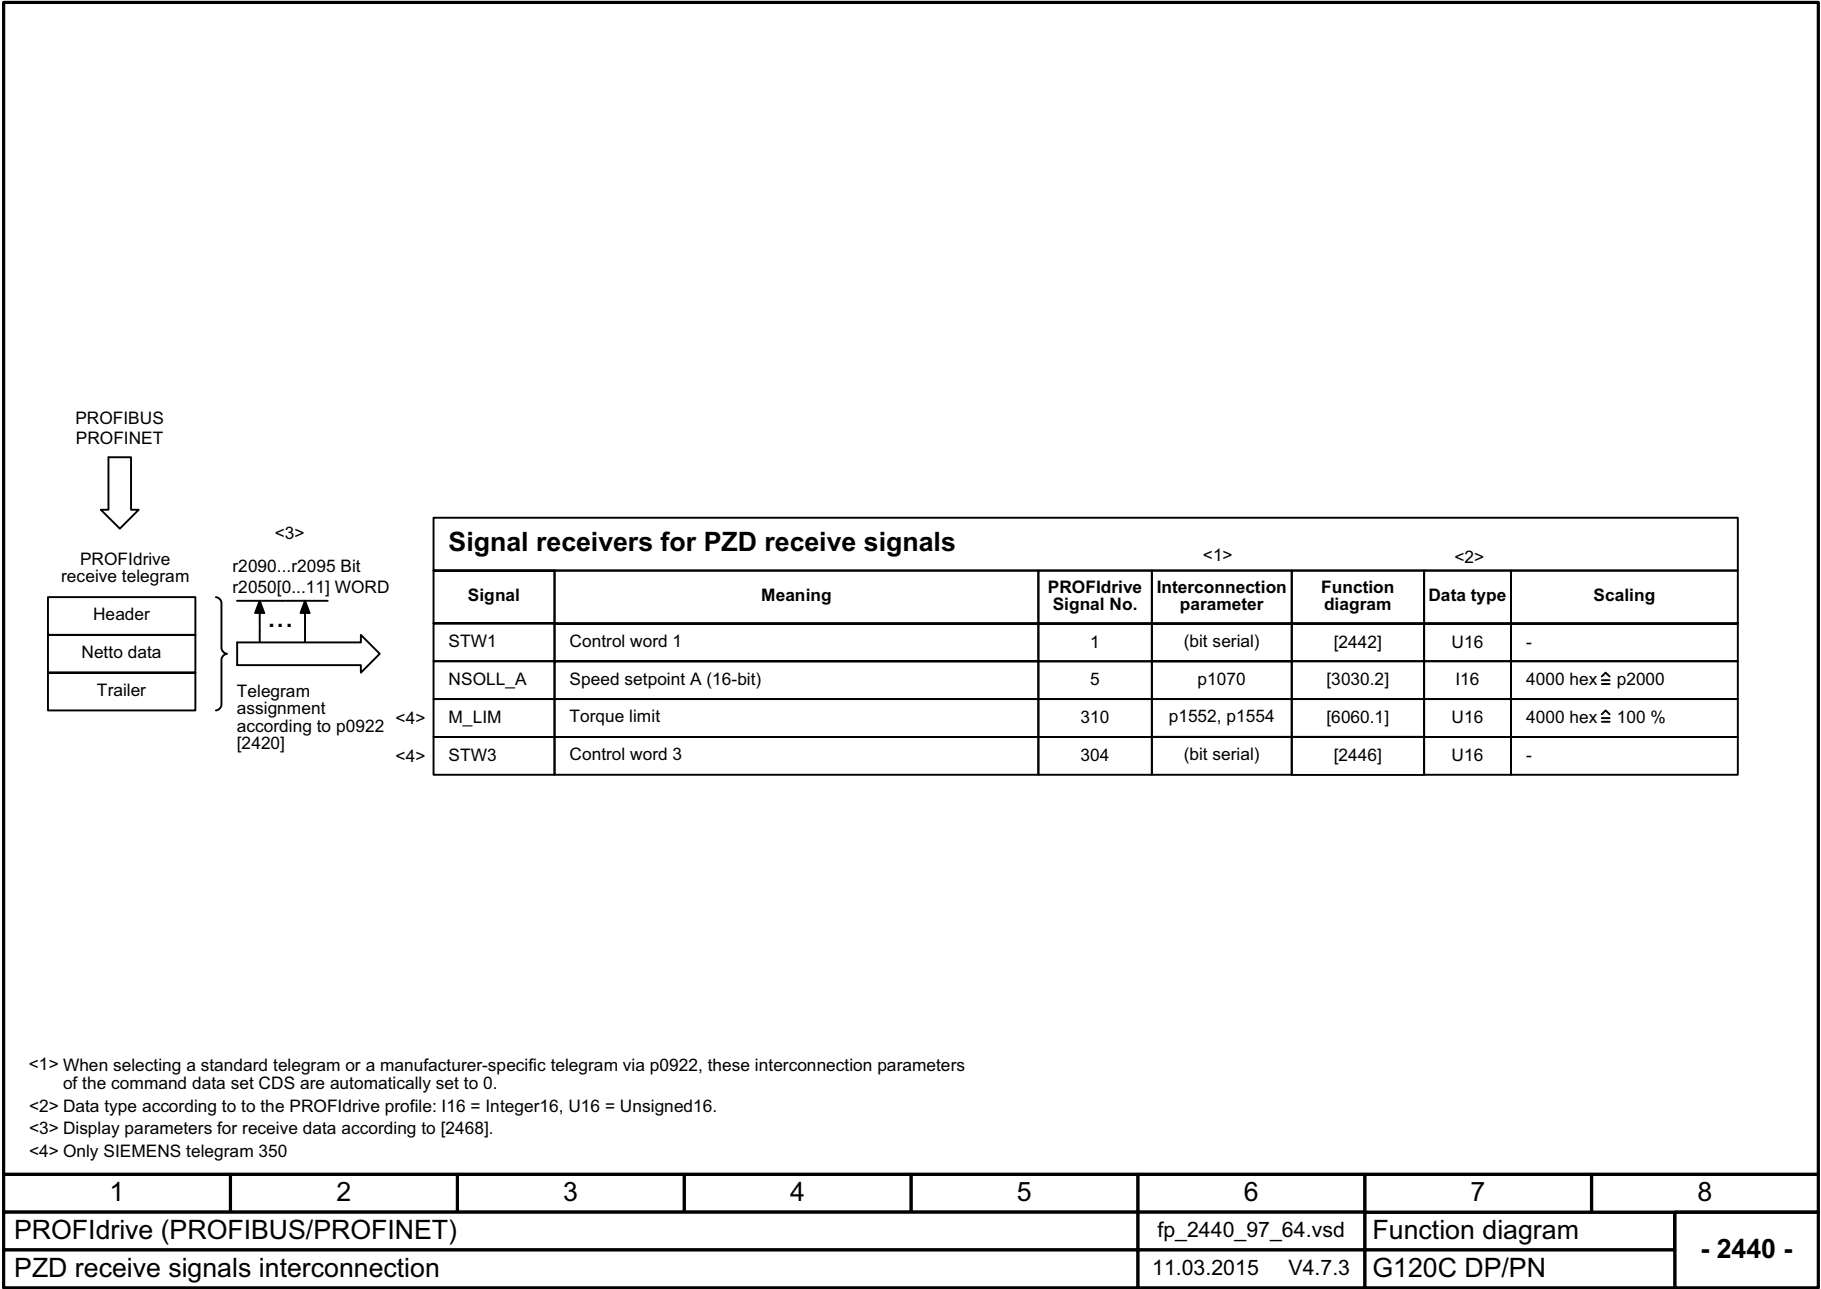 PROFIBUS
PROFINET
PROFIdrive
receive telegram
Header
Netto data
Trailer
<3>
r2090...r2095 Bit
r2050[0...11] WORD
...
Telegram
assignment
according to p0922
[2420]
Signal receivers for PZD receive signals
<1> <2>
Signal Meaning PROFIdrive Signal No. Interconnection parameter Function diagram Data type Scaling
STW1 Control word 1 1 (bit serial) [2442] U16 -
NSOLL_A Speed setpoint A (16-bit) 5 p1070 [3030.2] I16 4000 hex ≙ p2000
<4> M_LIM Torque limit 310 p1552, p1554 [6060.1] U16 4000 hex ≙ 100 %
<4> STW3 Control word 3 304 (bit serial) [2446] U16 -
<1> When selecting a standard telegram or a manufacturer-specific telegram via p0922, these interconnection parameters
of the command data set CDS are automatically set to 0.
<2> Data type according to to the PROFIdrive profile: I16 = Integer16, U16 = Unsigned16.
<3> Display parameters for receive data according to [2468].
<4> Only SIEMENS telegram 350
1 2 3 4 5 6 7 8
PROFIdrive (PROFIBUS/PROFINET) fp_2440_97_64.vsd Function diagram
- 2440 -
PZD receive signals interconnection 11.03.2015 V4.7.3 G120C DP/PN